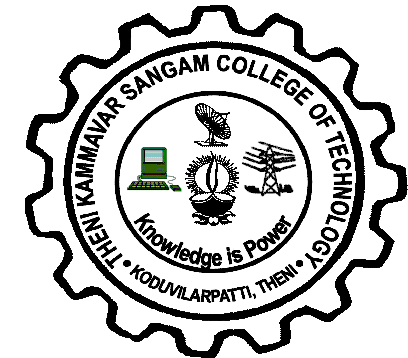 THENI KAMMAVAR SANGAM COLLEGE OF TECHNOLOGY
• KODUVILARPATTI, THENI •
Knowledge is Power